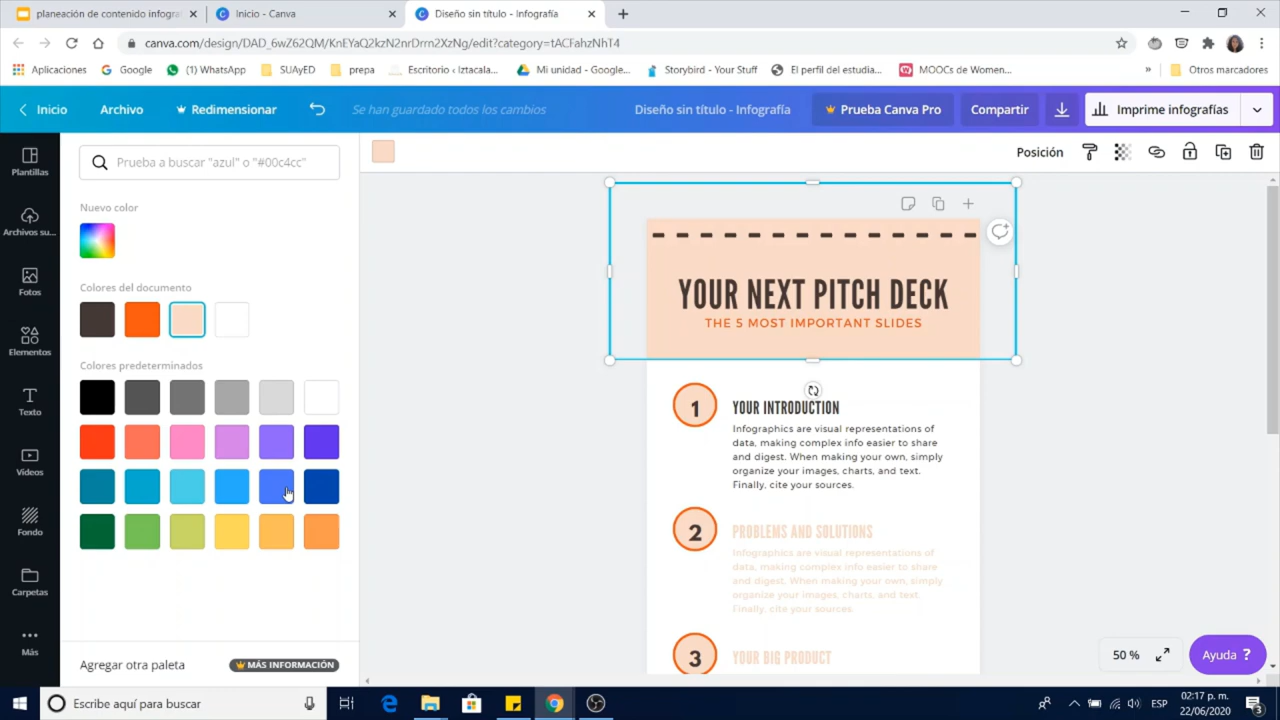 planeación de contenido infogra
Inicio - Canva
Diseño sin título - Infografía
canva.com/design/DAD_6wZ62QM/KnEYaQ2kzN2nrDrrn2XzNg/edit?category=tACFahzNhT4
Aplicaciones
Google
(1) WhatsApp
SUAyED
prepa
Escritorio ‹ Iztacala...
Mi unidad - Google...
Storybird - Your Stuff
El perfil del estudia...
MOOCs de Women...
»
Otros marcadores
Inicio
Archivo
Redimensionar
Se han guardado todos los cambios
Diseño sin título - Infografía
Prueba Canva Pro
Compartir
Imprime infografías
Plantillas
Archivos su...
Fotos
Elementos
Texto
Videos
Fondo
Carpetas
Más
Prueba a buscar "azul" o "#00c4cc"
Nuevo color
Colores del documento
Colores predeterminados
Agregar otra paleta
MÁS INFORMACIÓN
Posición
YOUR NEXT PITCH DECK
THE 5 MOST IMPORTANT SLIDES
1
YOUR INTRODUCTION
Infographics are visual representations of
data, making complex info easier to share
and digest. When making your own, simply
organize your images, charts, and text.
Finally, cite your sources.
2
PROBLEMS AND SOLUTIONS
Infographics are visual representations of
data, making complex info easier to share
and digest. When making your own, simply
organize your images, charts, and text.
Finally, cite your sources.
3
YOUR BIG PRODUCT
50 %
Ayuda ?
Escribe aquí para buscar
ESP
02:17 p. m.
22/06/2020
3